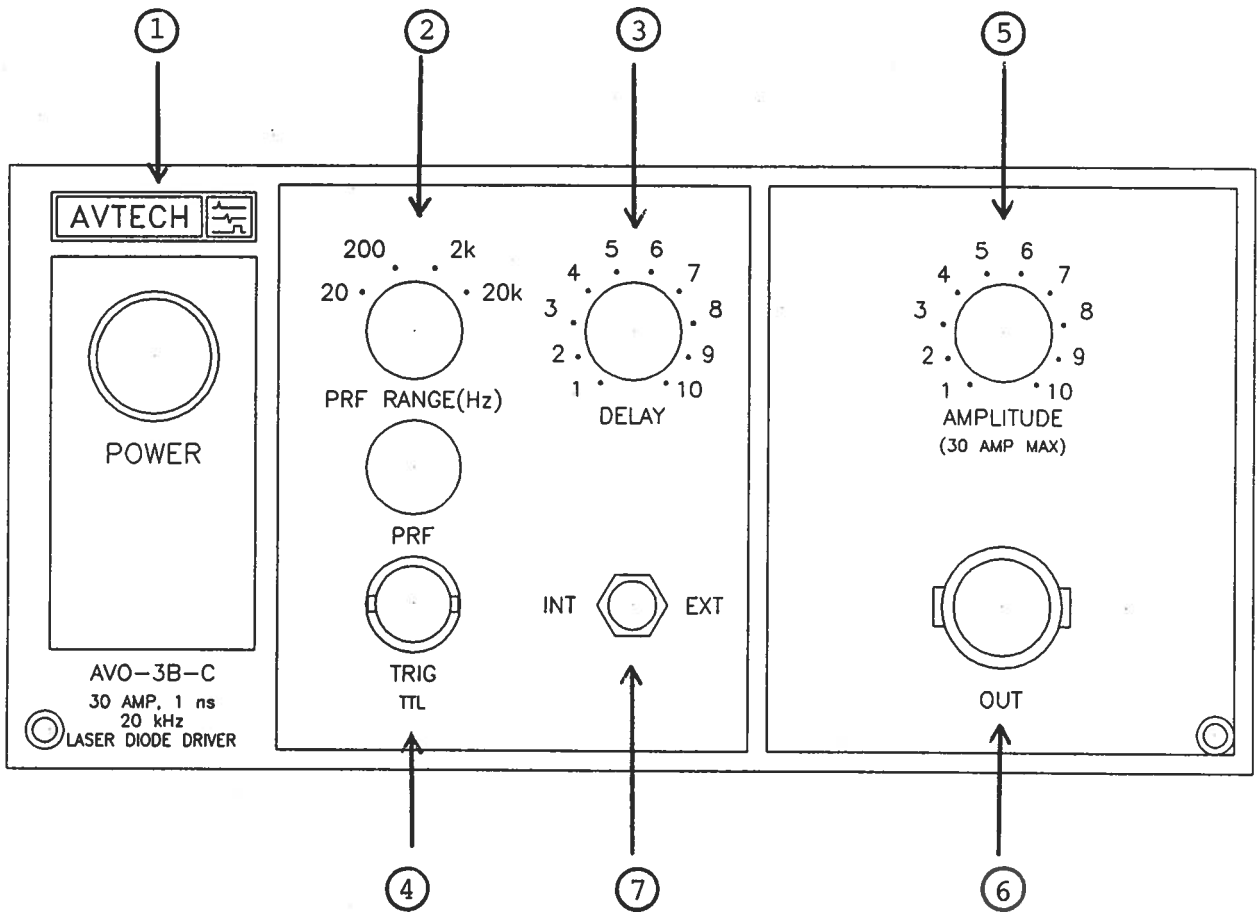 1
2
3
5
AVTECH
POWER
AVO-3B-C
30 AMP, 1 ns
20 kHz
LASER DIODE DRIVER
20 200 2k 20k
PRF RANGE(Hz)
PRF
TRIG
TTL
1 2 3 4 5 6 7 8 9 10
DELAY
INT EXT
1 2 3 4 5 6 7 8 9 10
AMPLITUDE
(30 AMP MAX)
OUT
4
7
6